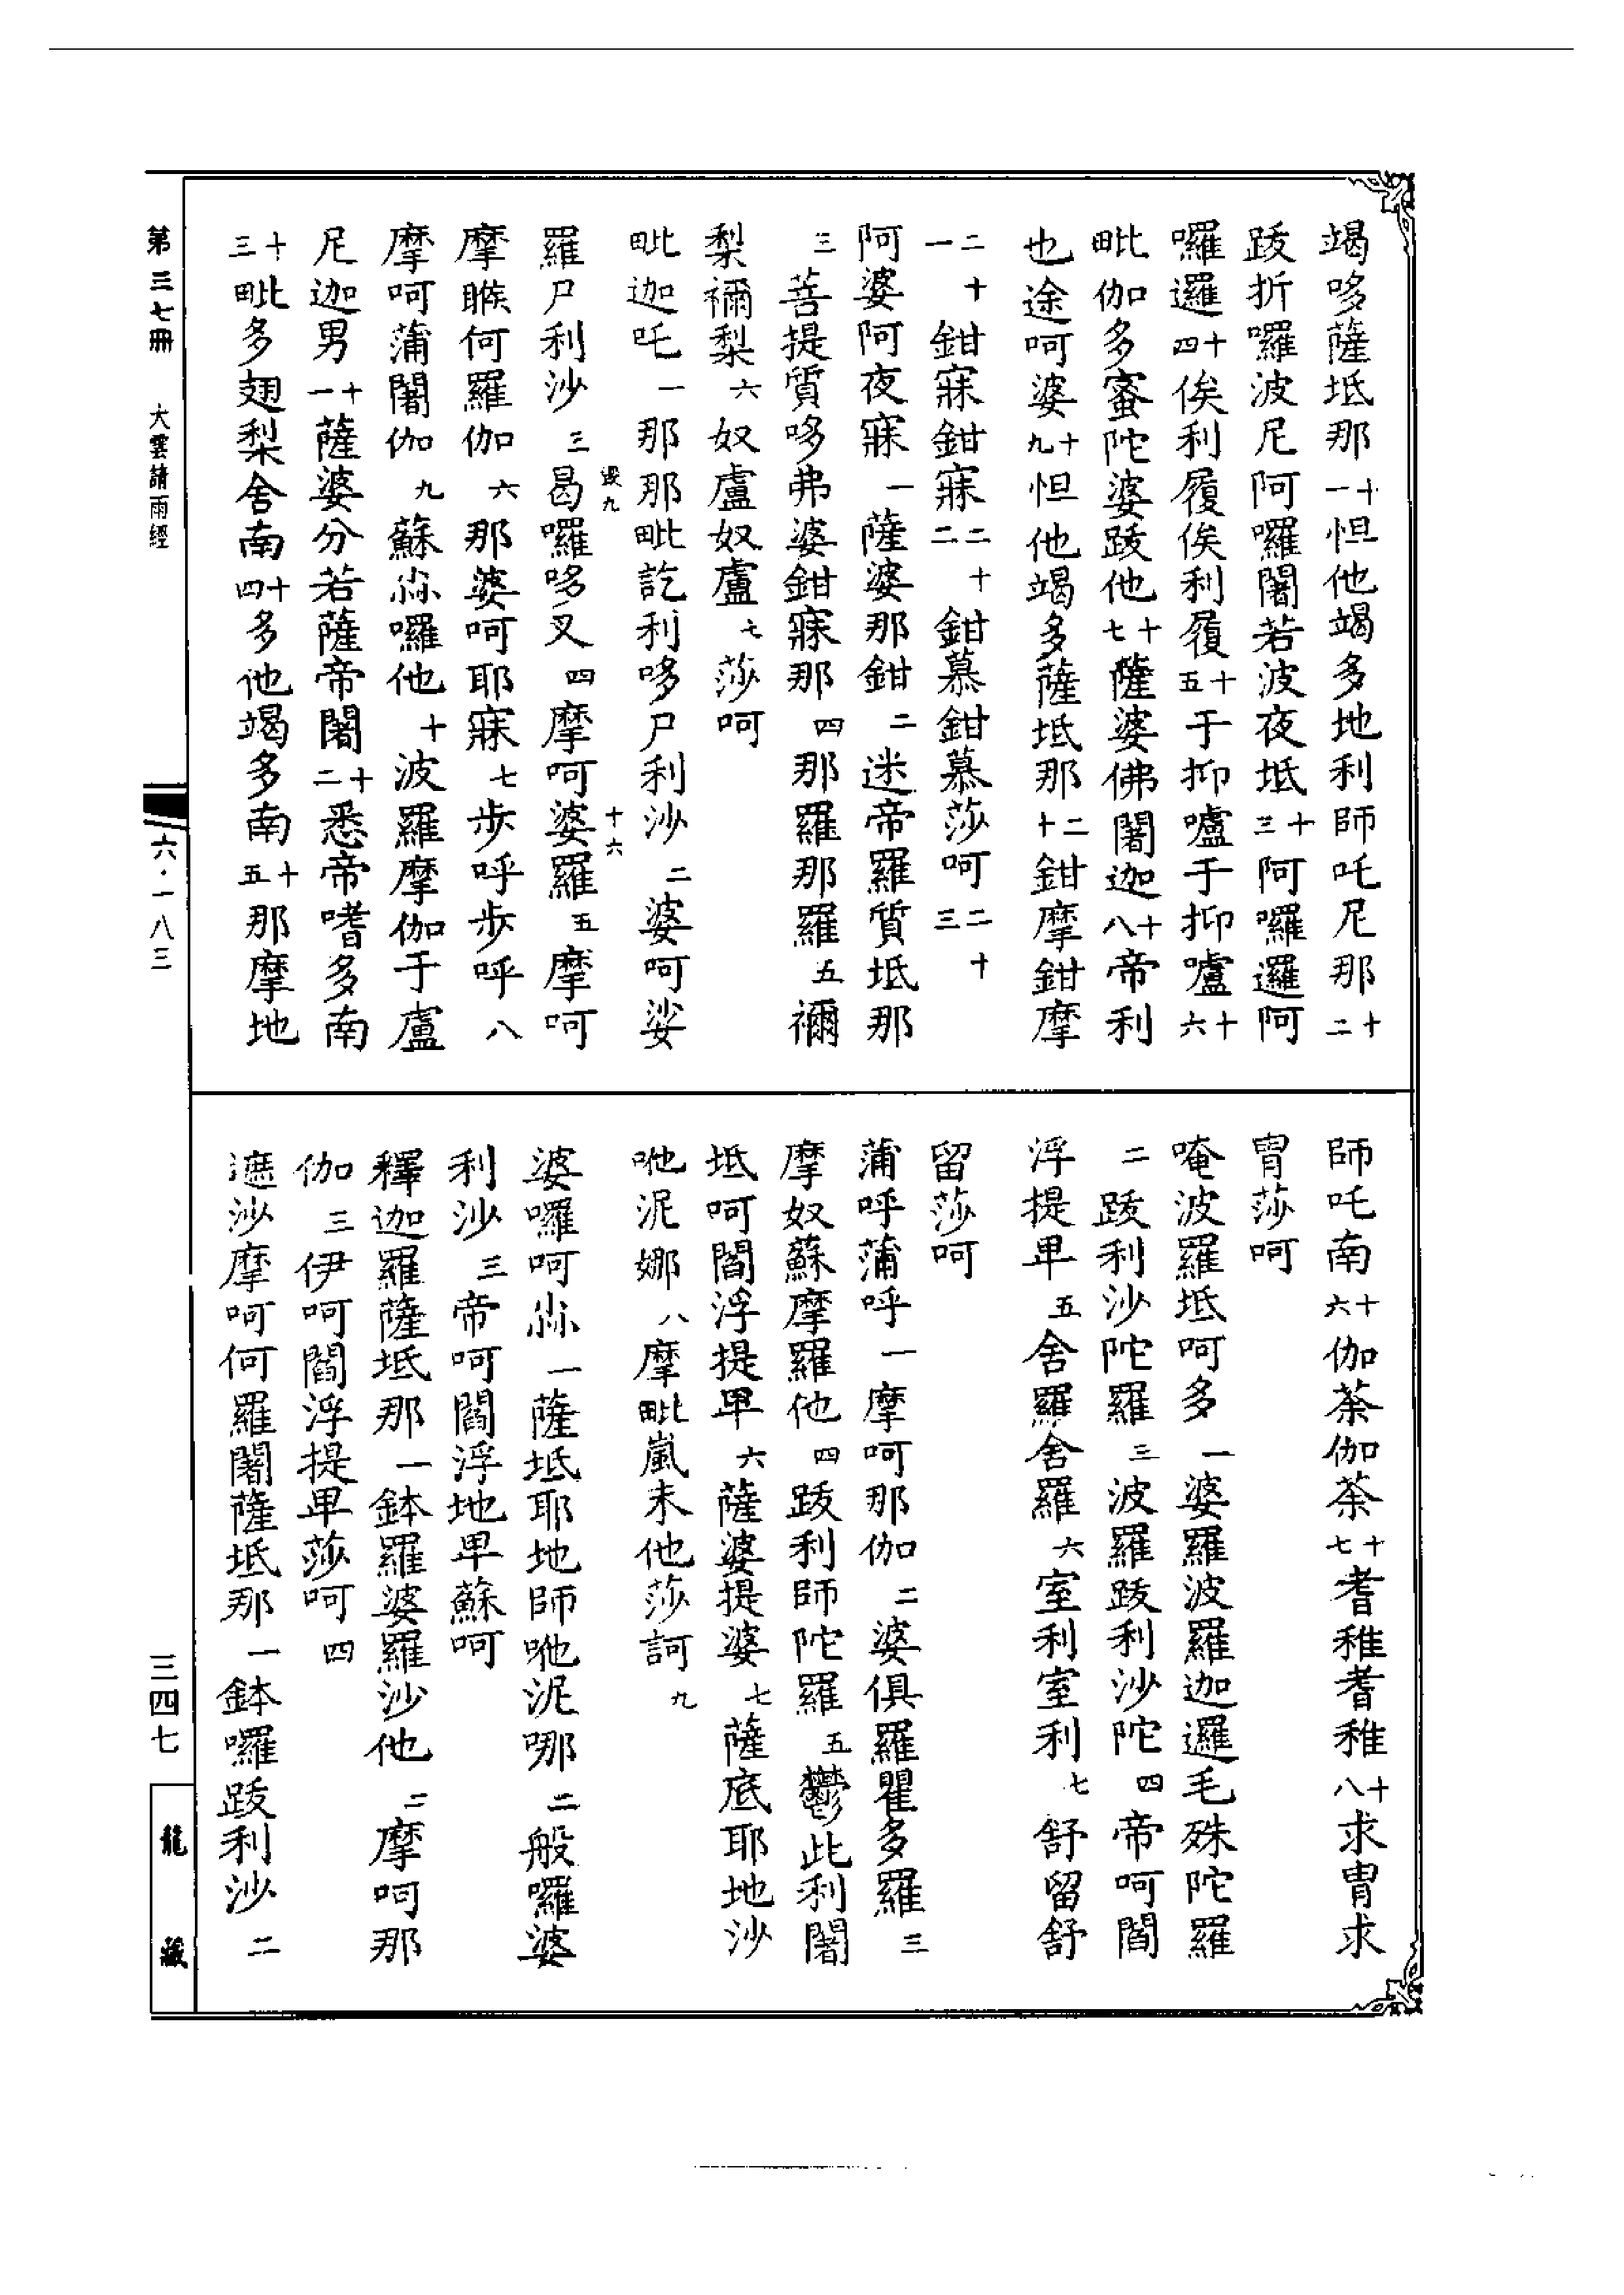 竭哆薩坻那十一怛他竭多地利師吒尼那十二
跋折囉波尼阿囉闍若波夜坻十三阿囉邏阿
囉邏十四俟利履俟利履十五于抑嚧于抑嚧十六
毗伽多蜜陀婆跋他十七薩婆佛闍迦十八帝利
也途呵婆十九怛他竭多薩坻那二十鉗摩鉗摩
二十一鉗寐鉗寐二十二鉗慕鉗慕莎呵二十三
阿婆阿夜寐一薩婆那鉗二迷帝羅質坻那
三菩提質哆弗婆鉗寐那四那羅那羅五禰
梨禰梨六奴盧奴盧七莎呵
毗迦吒一那那毗訖利哆尸利沙二婆呵娑
羅尸利沙三曷囉哆叉四摩呵婆羅五摩呵
摩睺何羅伽六那婆呵耶寐七步呼步呼八
摩呵蒲闍伽九蘇尛囉他十波羅摩伽于盧
尼迦男十一薩婆分若薩帝闍十二悉帝嗜多南
十三毗多翅梨舍南十四多他竭多南十五那摩地
師吒南十六伽荼伽荼十七耆稚耆稚十八求胄求
胄莎呵
唵波羅坻呵多一婆羅波羅迦邏毛殊陀羅
二跋利沙陀羅三波羅跋利沙陀四帝呵閻
浮提卑五舍羅舍羅六室利室利七舒留舒
留莎呵
蒲呼蒲呼一摩呵那伽二婆俱羅瞿多羅三
摩奴蘇摩羅他四跋利師陀羅五鬱此利闍
坻呵閻浮提卑六薩婆提婆七薩底耶地沙
吔泥娜八摩毗嵐末他莎訶九
婆囉呵尛一薩坻耶地師吔泥哪二般囉婆
利沙三帝呵閻浮地卑蘇呵
釋迦羅薩坻那一鉢羅婆羅沙他二摩呵那
伽三伊呵閻浮提卑莎呵四
遮沙摩呵何羅闍薩坻那一鉢囉跋利沙二
毀九
十六
第三七冊
大雲請雨經
六・一八三
三四七
龍藏